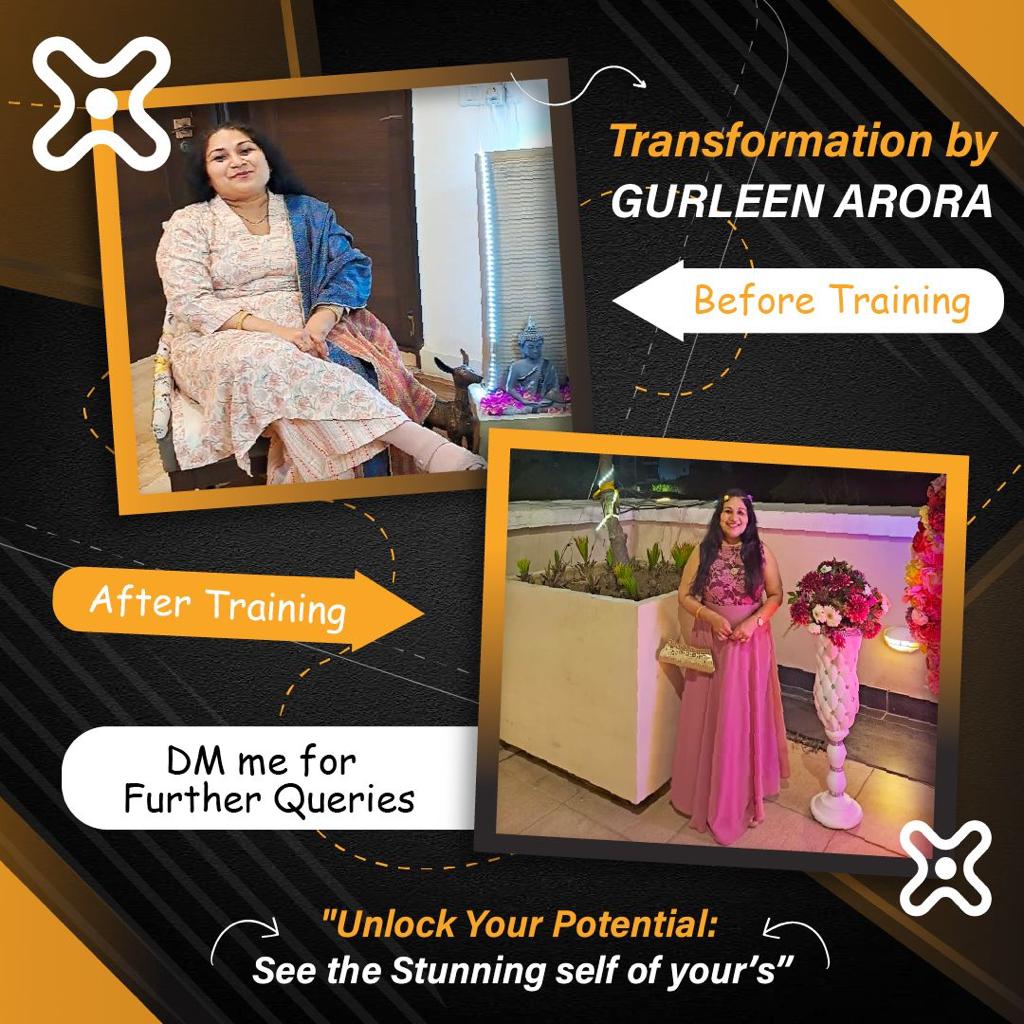 Transformation by
GURLEEN ARORA
Before Training
After Training
DM me for
Further Queries
"Unlock Your Potential:
See the Stunning self of your’s”